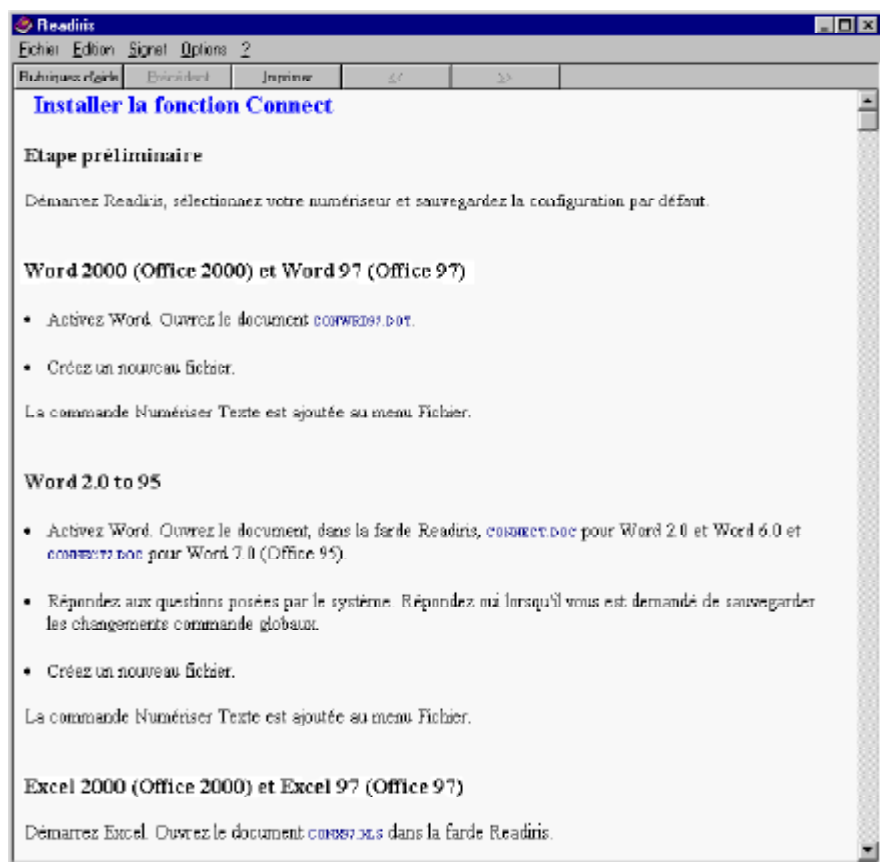 Readiris
Fichier Edition Signet Options ?
Rubriques d'aide Précédent Imprimer << >>
Installer la fonction Connect
Etape préliminaire
Démarrez Readiris, sélectionnez votre numériseur et sauvegardez la configuration par défaut.
Word 2000 (Office 2000) et Word 97 (Office 97)
• Activez Word. Ouvrez le document CONWRD97.DOT.
• Créez un nouveau fichier.
La commande Numériser Texte est ajoutée au menu Fichier.
Word 2.0 to 95
• Activez Word. Ouvrez le document, dans la farde Readiris, CONNECT.DOC pour Word 2.0 et Word 6.0 et
CONNECT7.DOC pour Word 7.0 (Office 95).
• Répondez aux questions posées par le système. Répondez oui lorsqu'il vous est demandé de sauvegarder
les changements commande globaux.
• Créez un nouveau fichier.
La commande Numériser Texte est ajoutée au menu Fichier.
Excel 2000 (Office 2000) et Excel 97 (Office 97)
Démarrez Excel. Ouvrez le document CONN97.XLS dans la farde Readiris.